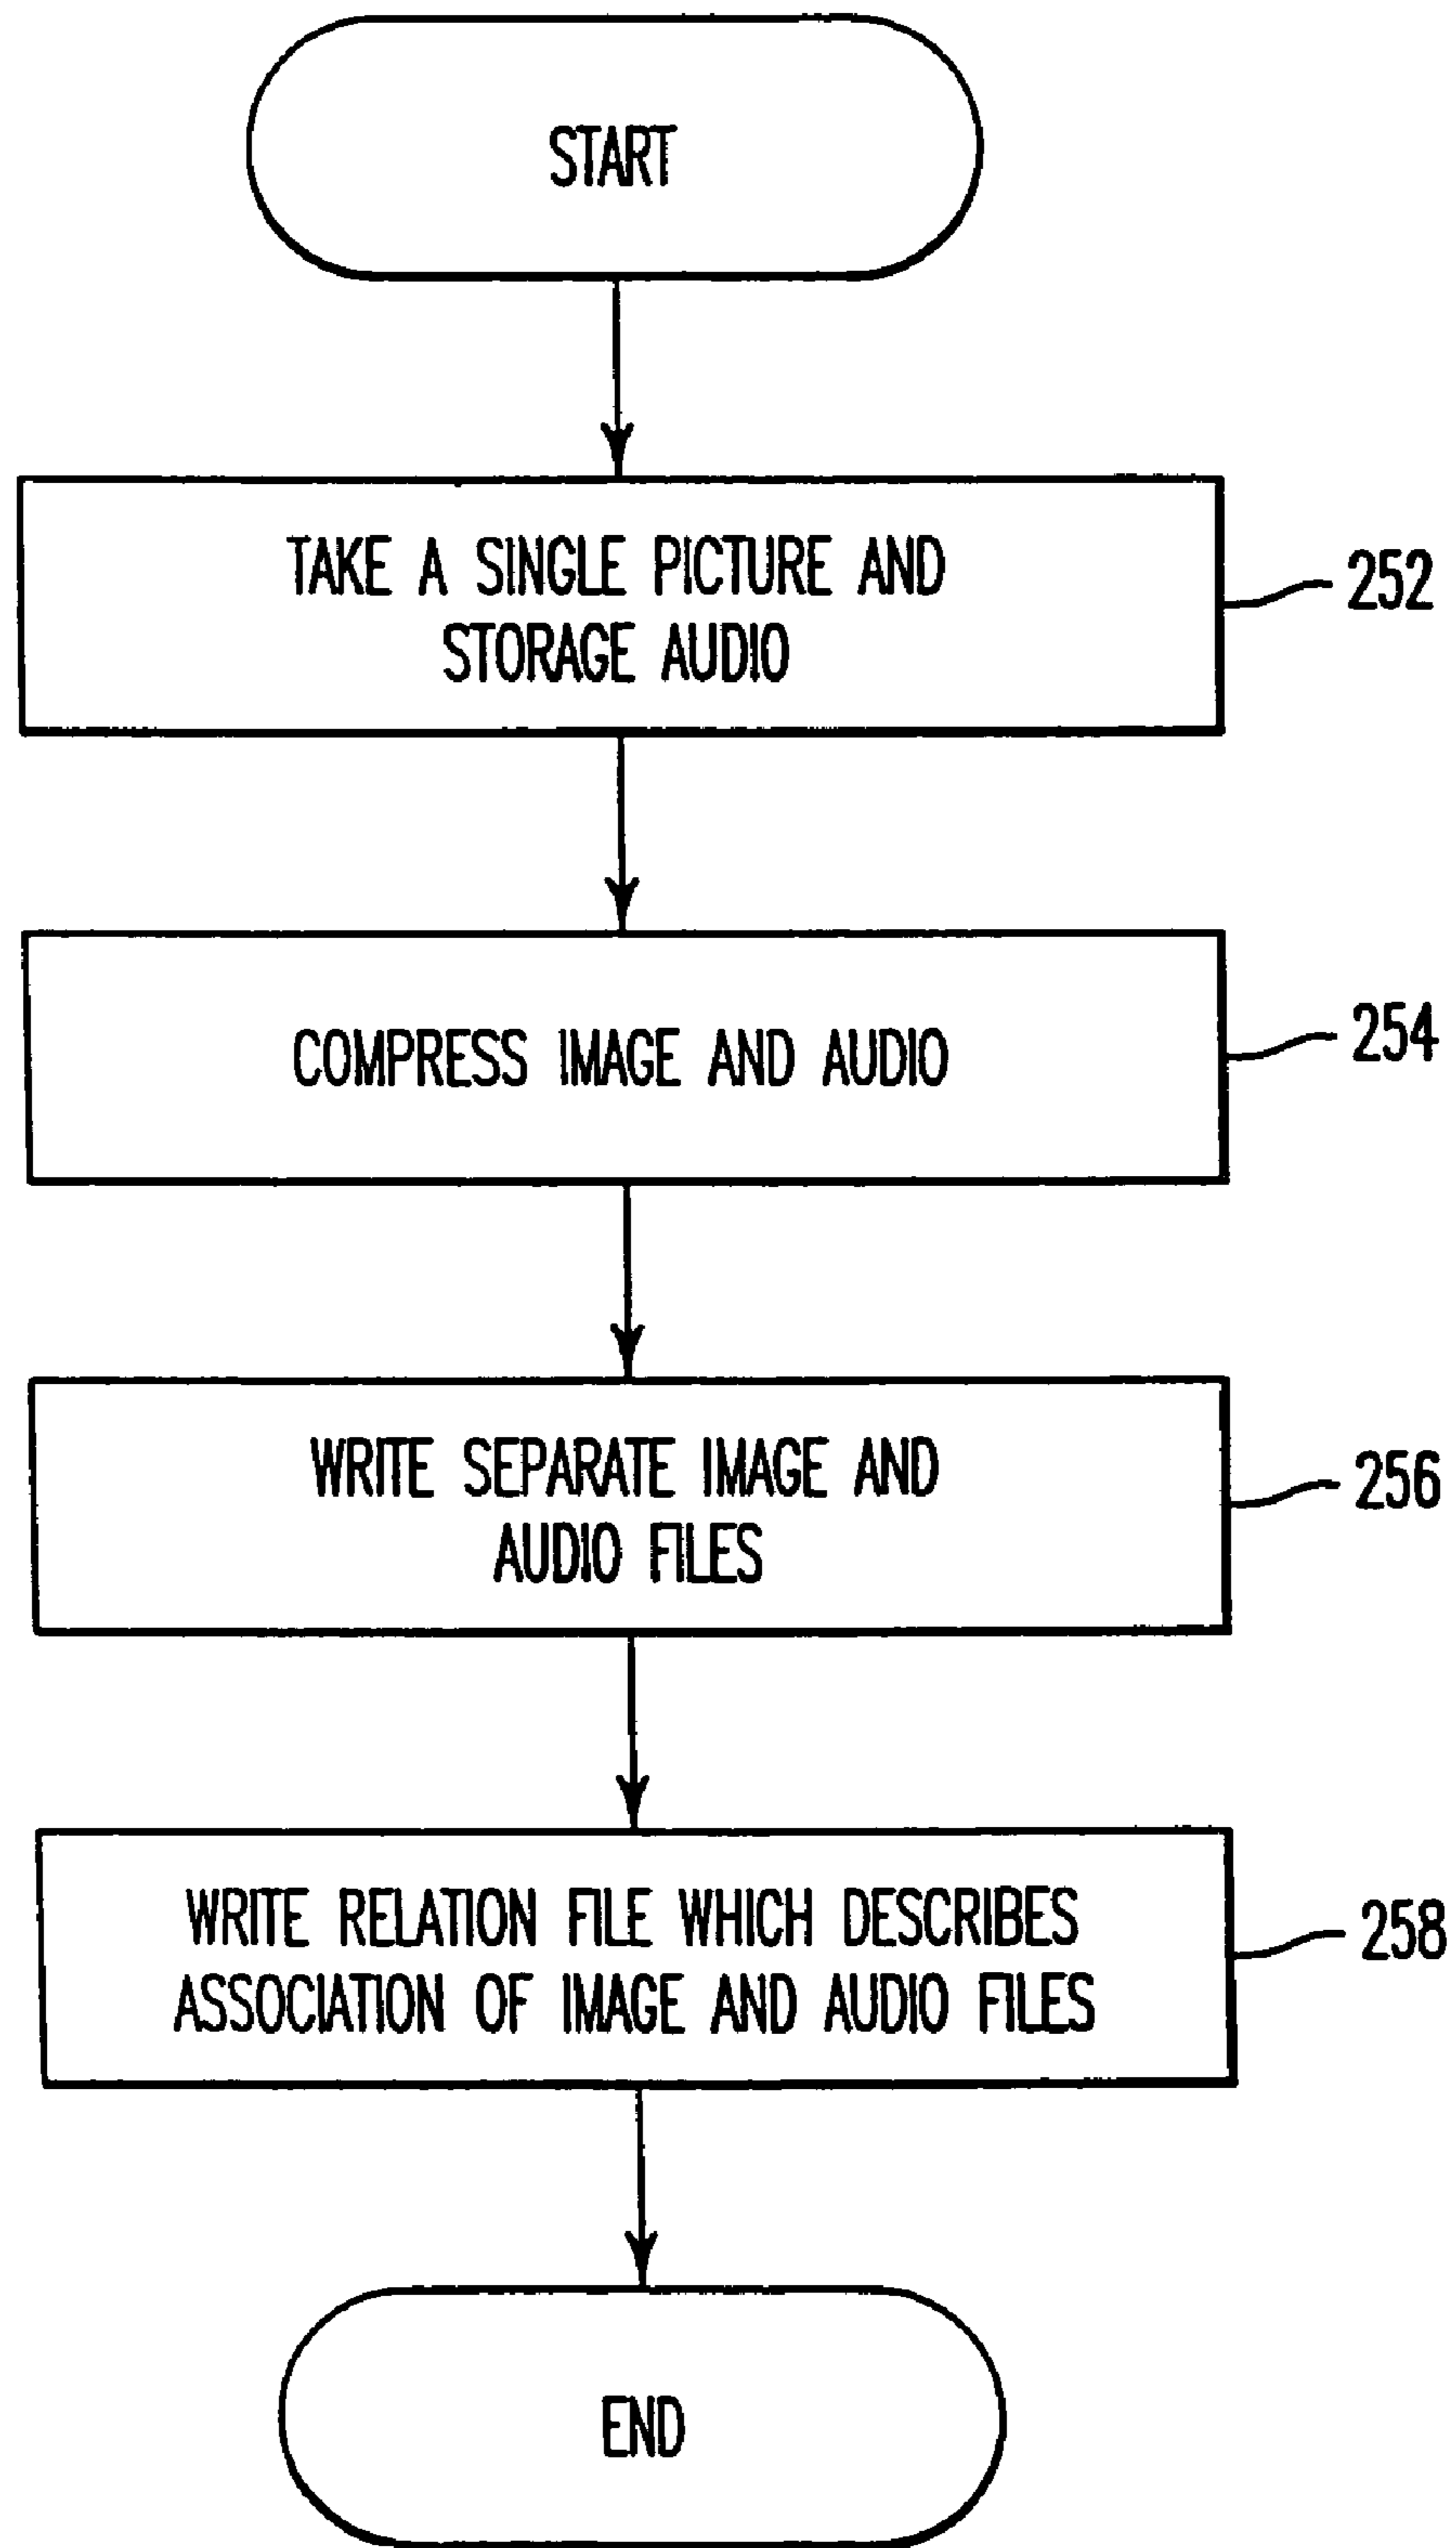 START
TAKE A SINGLE PICTURE AND
STORAGE AUDIO
252
COMPRESS IMAGE AND AUDIO
254
WRITE SEPARATE IMAGE AND
AUDIO FILES
256
WRITE RELATION FILE WHICH DESCRIBES
ASSOCIATION OF IMAGE AND AUDIO FILES
258
END